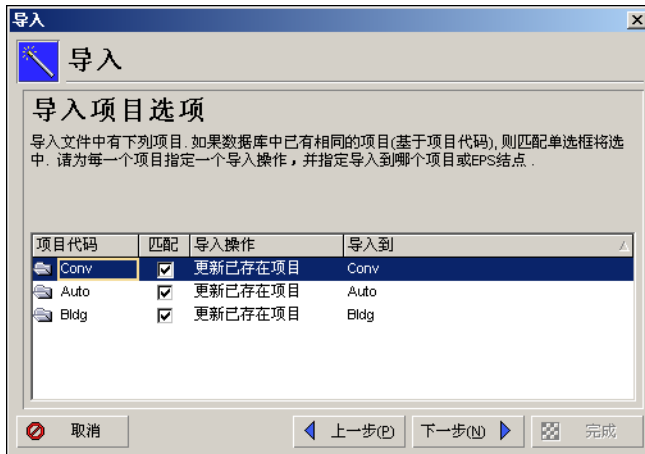 导入
导入
导入项目选项
导入文件中有下列项目. 如果数据库中已有相同的项目(基于项目代码), 则匹配单选框将选
中. 请为每一个项目指定一个导入操作，并指定导入到哪个项目或EPS结点 .
项目代码 匹配 导入操作 导入到
Conv 更新已存在项目 Conv
Auto 更新已存在项目 Auto
Bldg 更新已存在项目 Bldg
取消 上一步(P) 下一步(N) 完成